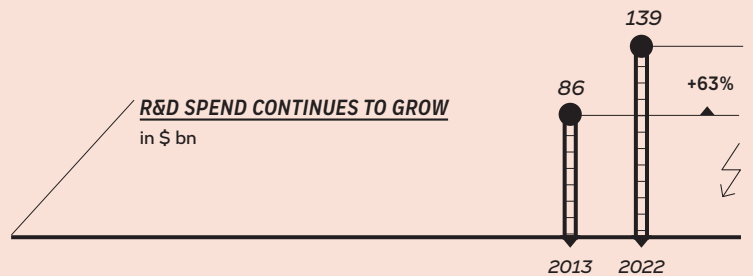 139
86
+63%
R&D SPEND CONTINUES TO GROW
in $ bn
2013 2022